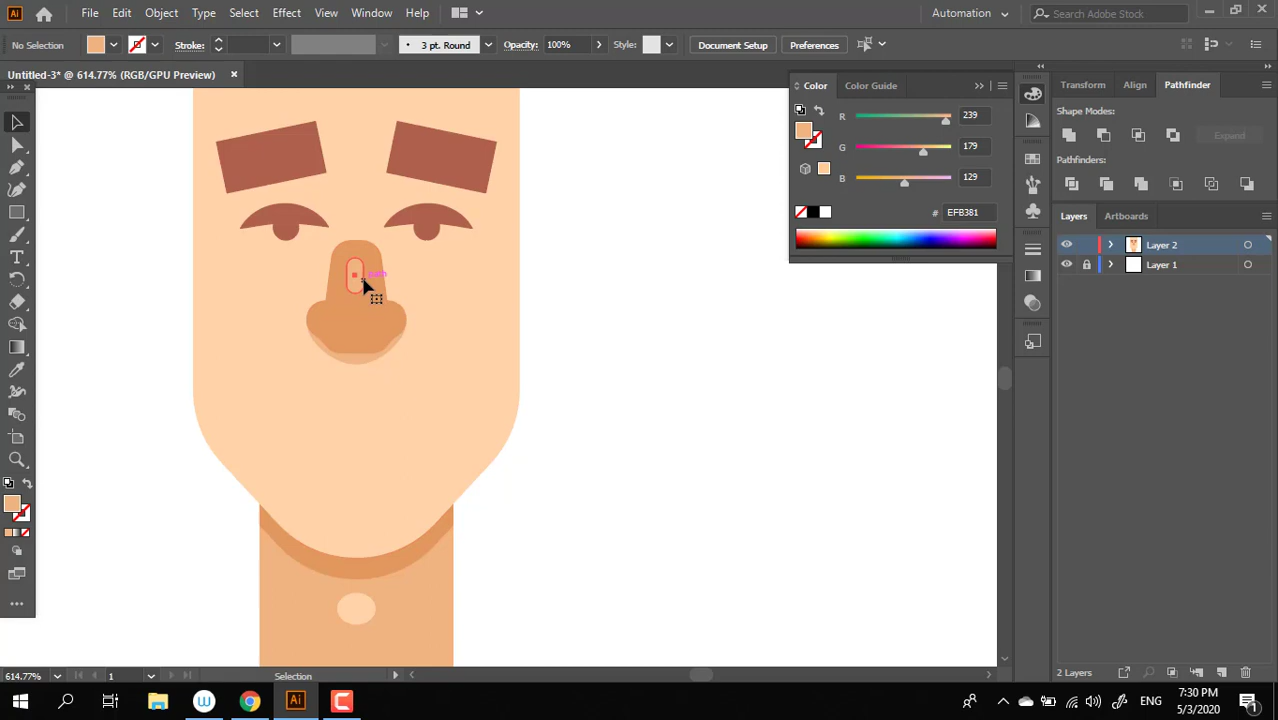 Ai File Edit Object Type Select Effect View Window Help Automation Search Adobe Stock
No Selection Stroke: 3 pt. Round Opacity: 100% Style: Document Setup Preferences
Untitled-3* @ 614.77% (RGB/GPU Preview)
Color Color Guide
R 239
G 179
B 129
# EFB381
Transform Align Pathfinder
Shape Modes:
Expand
Pathfinders:
Layers Artboards
Layer 2
Layer 1
path
2 Layers
614.77% 1 Selection
ENG 7:30 PM
5/3/2020
1